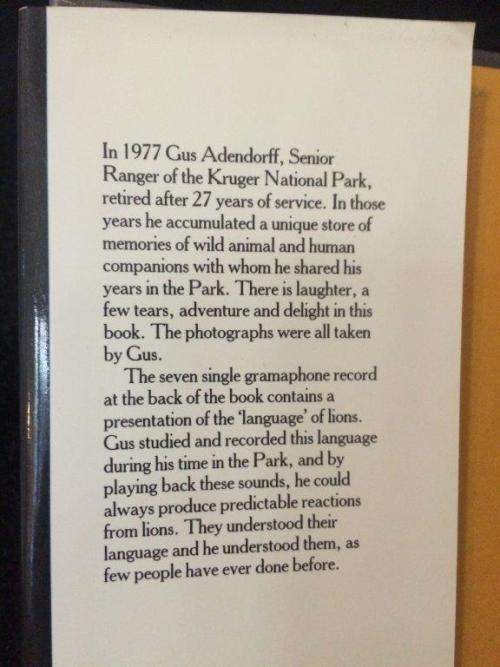 In 1977 Gus Adendorff, Senior
Ranger of the Kruger National Park,
retired after 27 years of service. In those
years he accumulated a unique store of
memories of wild animal and human
companions with whom he shared his
years in the Park. There is laughter, a
few tears, adventure and delight in this
book. The photographs were all taken
by Gus.
The seven single gramaphone record
at the back of the book contains a
presentation of the 'language' of lions.
Gus studied and recorded this language
during his time in the Park, and by
playing back these sounds, he could
always produce predictable reactions
from lions. They understood their
language and he understood them, as
few people have ever done before.